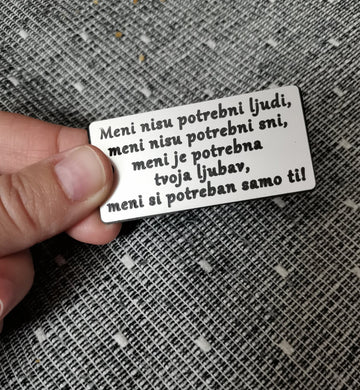 Meni nisu potrebni ljudi,
meni nisu potrebni sni,
meni je potrebna
tvoja ljubav,
meni si potreban samo ti!